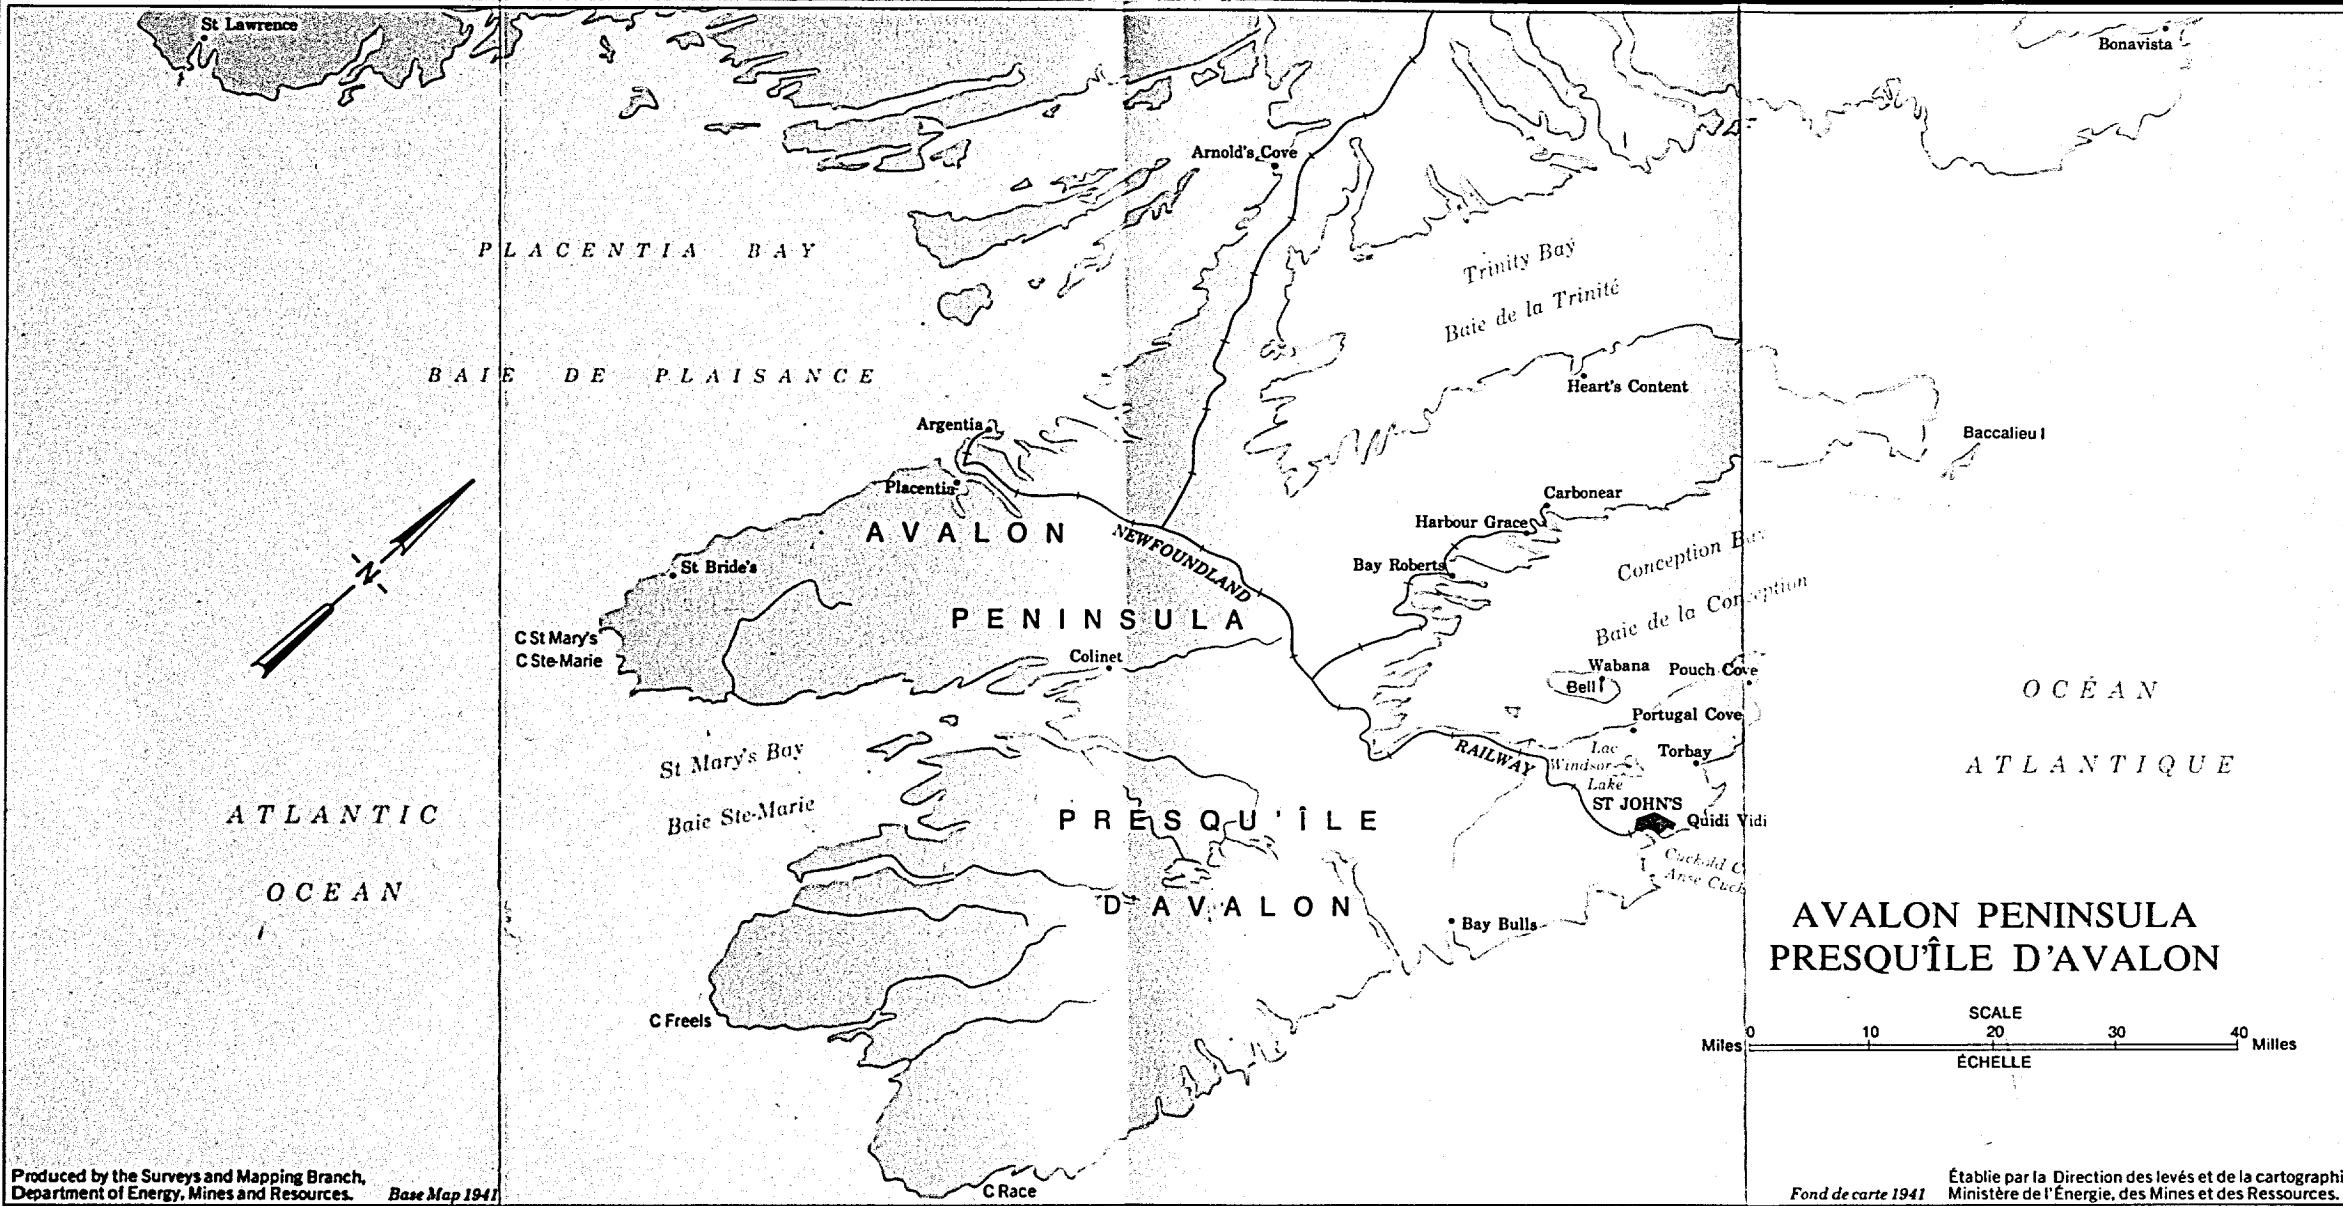 St Lawrence
Bonavista
Arnold's Cove
PLACENTIA BAY
Trinity Bay
Baie de la Trinité
BAIE DE PLAISANCE
Heart's Content
Argentia
Baccalieu I
Placentia
Carbonear
Harbour Grace
AVALON
NEWFOUNDLAND
Conception Bay
Bay Roberts
St Bride's
N
PENINSULA
Baie de la Conception
C St Mary's
C Ste-Marie
Colinet
Wabana
Pouch Cove
Bell I
OCÉAN
Portugal Cove
St Mary's Bay
RAILWAY
Lac
Torbay
Windsor
ATLANTIQUE
Lake
Baie Ste-Marie
ST JOHN'S
ATLANTIC
PRESQU'ÎLE
Quidi Vidi
Cuckold C
Anse Cuck
OCEAN
D'AVALON
Bay Bulls
AVALON PENINSULA
PRESQU'ÎLE D'AVALON
C Freels
SCALE
0 10 20 30 40
Miles Milles
ÉCHELLE
C Race
Produced by the Surveys and Mapping Branch,
Department of Energy, Mines and Resources. Base Map 1941
Établie par la Direction des levés et de la cartographi
Fond de carte 1941 Ministère de l'Énergie, des Mines et des Ressources.